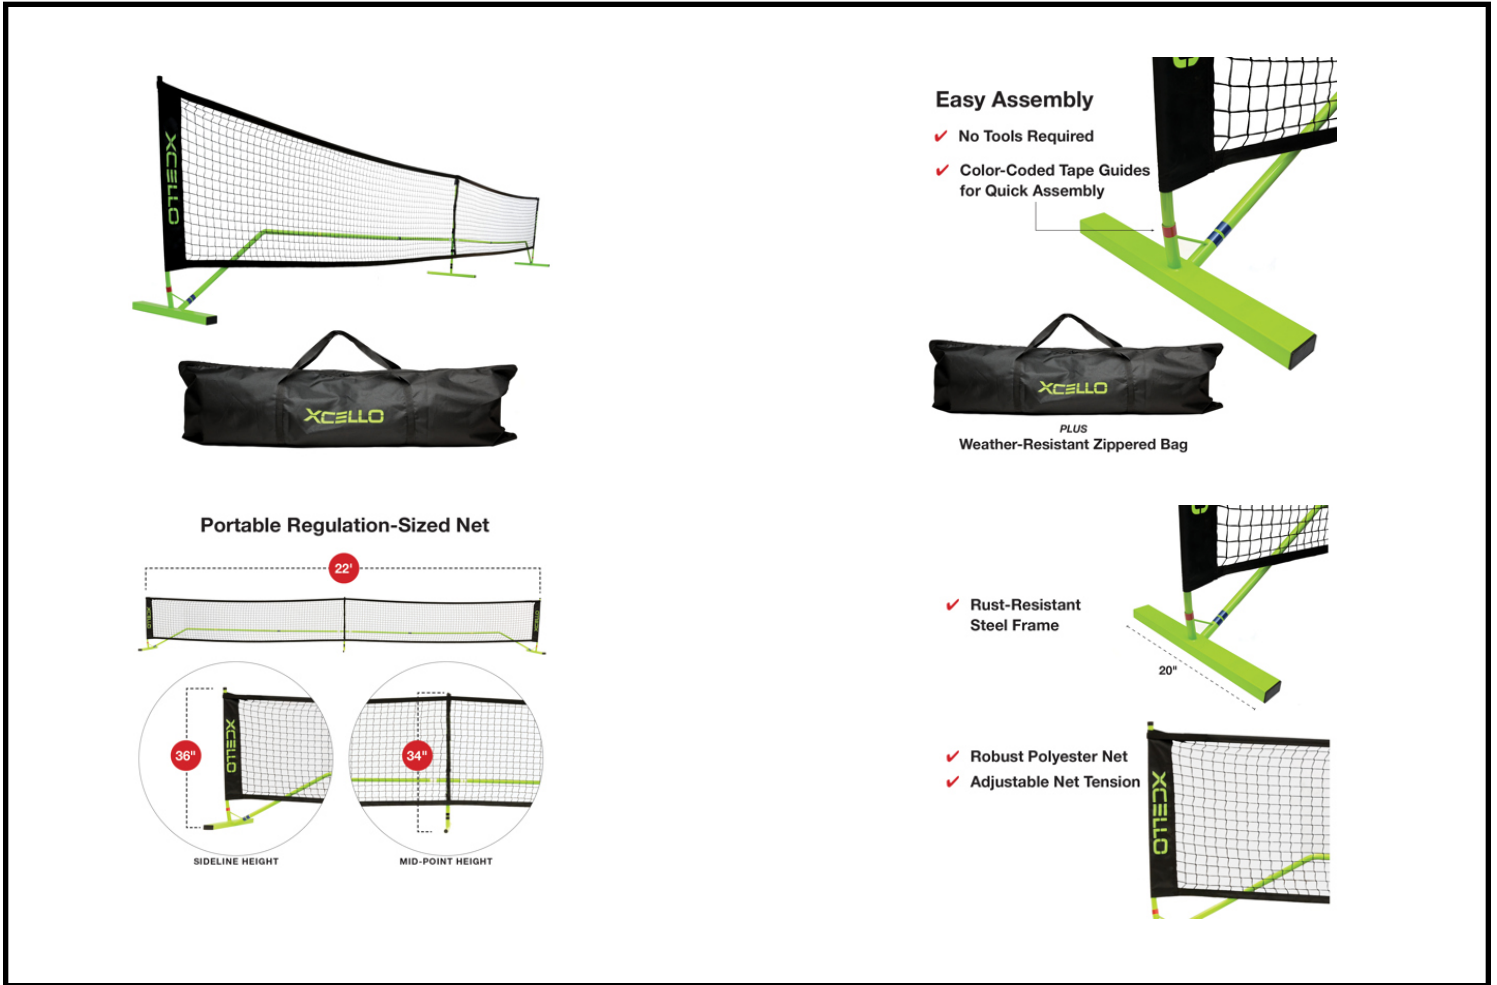 XCELLO
XCELLO
Easy Assembly
✓ No Tools Required
✓ Color-Coded Tape Guides
for Quick Assembly
XCELLO
PLUS
Weather-Resistant Zippered Bag
Portable Regulation-Sized Net
22'
XCELLO
XCELLO
36"
XCELLO
34"
SIDELINE HEIGHT
MID-POINT HEIGHT
✓ Rust-Resistant
Steel Frame
20"
✓ Robust Polyester Net
✓ Adjustable Net Tension
XCELLO